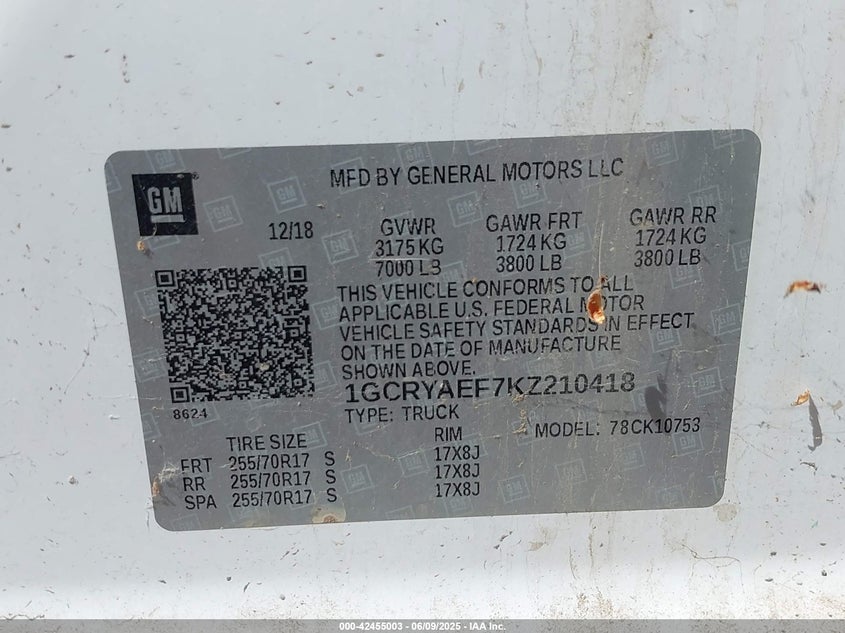 GM
MFD BY GENERAL MOTORS LLC
12/18
GVWR
3175 KG
7000 LB
GAWR FRT
1724 KG
3800 LB
GAWR RR
1724 KG
3800 LB
THIS VEHICLE CONFORMS TO ALL
APPLICABLE U.S. FEDERAL MOTOR
VEHICLE SAFETY STANDARDS IN EFFECT
ON THE DATE OF MANUFACTURE
SHOWN ABOVE.
8624
1GCRYAEF7KZ210418
TYPE: TRUCK
MODEL: 78CK10753
TIRE SIZE RIM
FRT 255/70R17 S 17X8J
RR 255/70R17 S 17X8J
SPA 255/70R17 S 17X8J
000-42455003 - 06/09/2025 - IAA Inc.